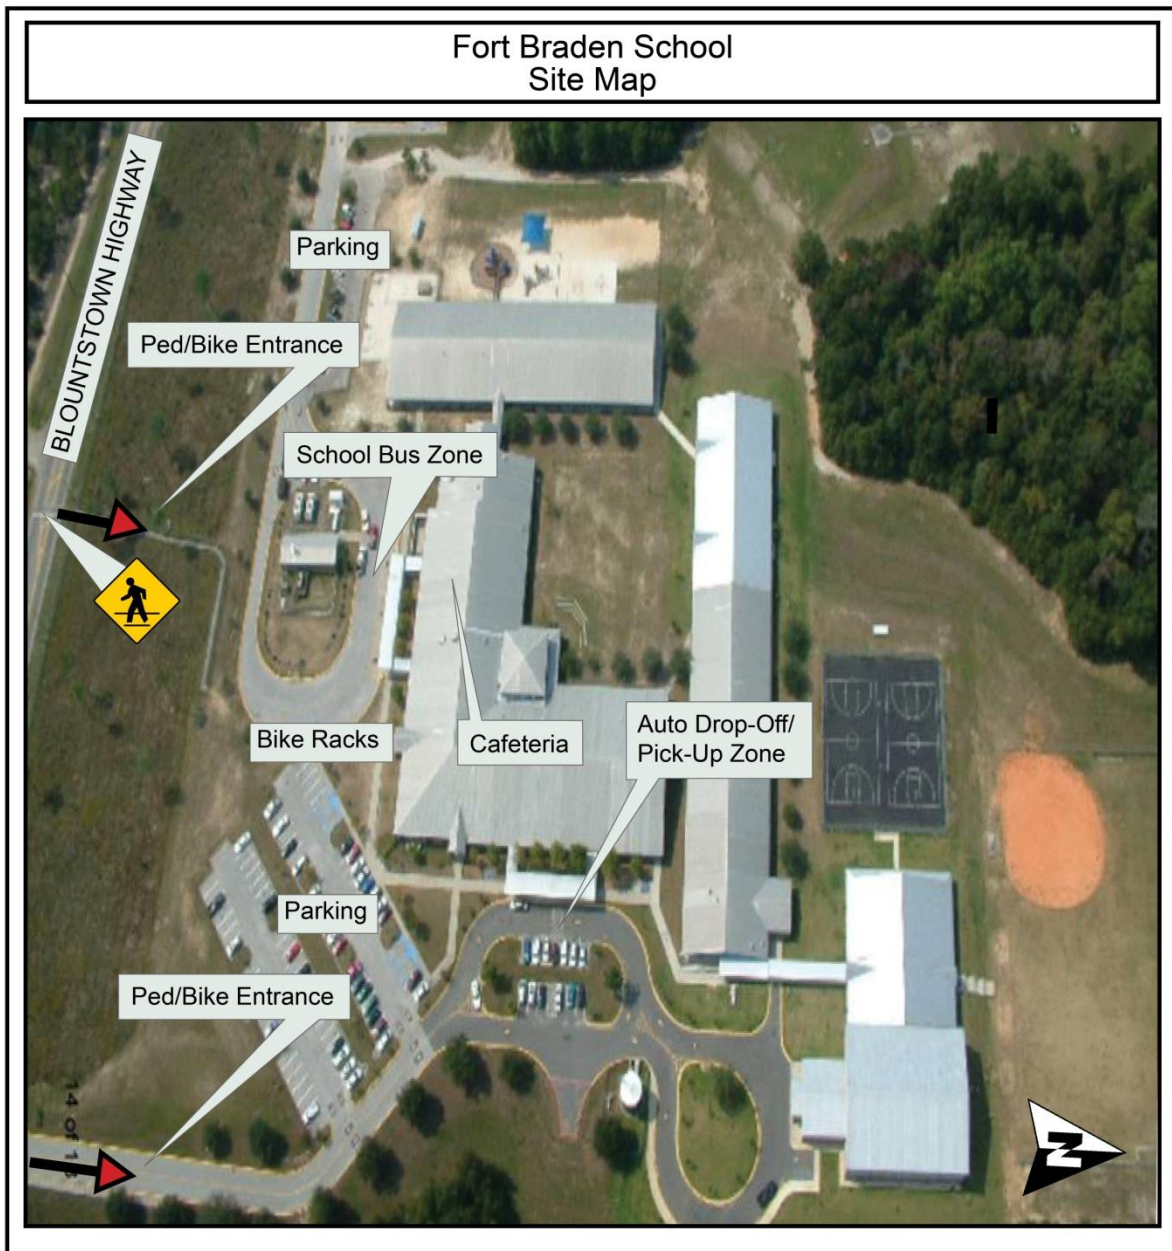 Fort Braden School
Site Map
BLOUNTSTOWN HIGHWAY
Parking
Ped/Bike Entrance
School Bus Zone
Bike Racks
Cafeteria
Auto Drop-Off/
Pick-Up Zone
Parking
Ped/Bike Entrance
N